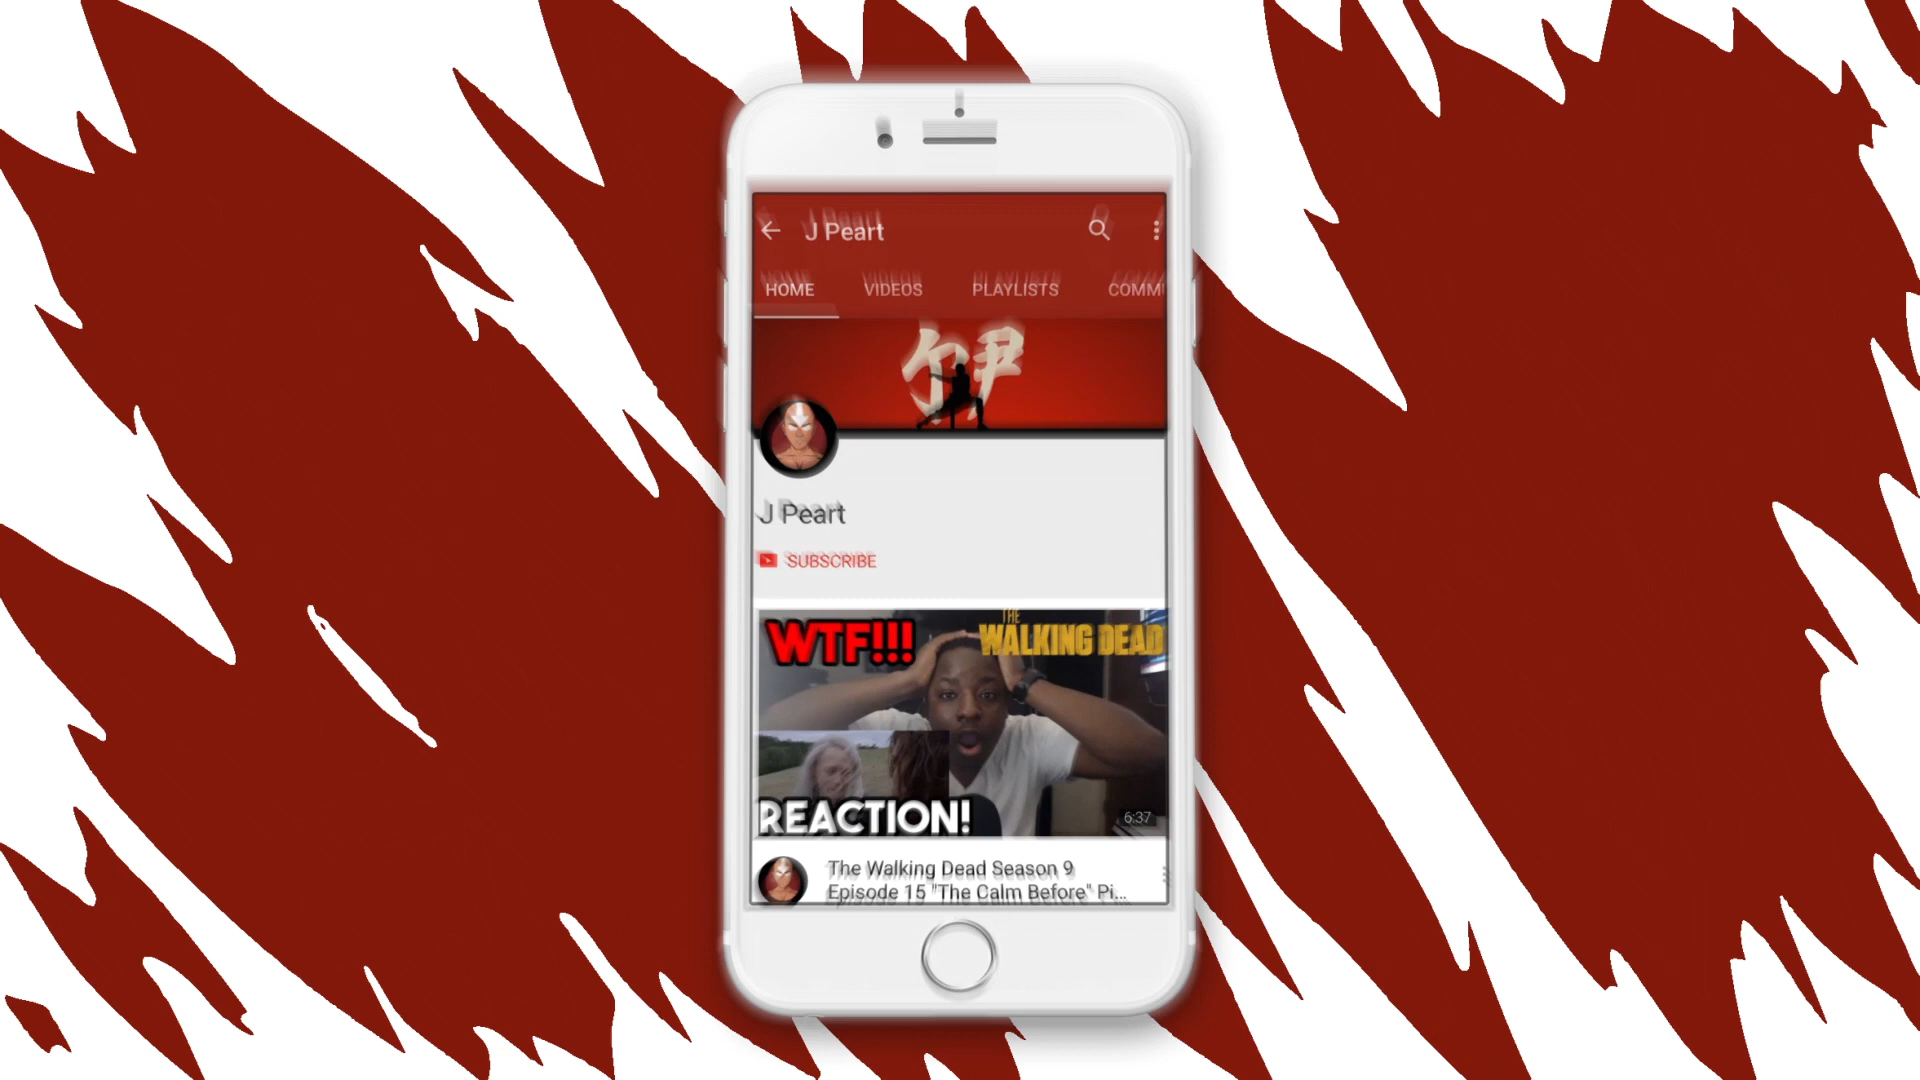 J Peart
HOME VIDEOS PLAYLISTS COMM
J Peart
SUBSCRIBE
WTF!!!
THE
WALKING DEAD
REACTION!
6:37
The Walking Dead Season 9
Episode 15 "The Calm Before" Pi...